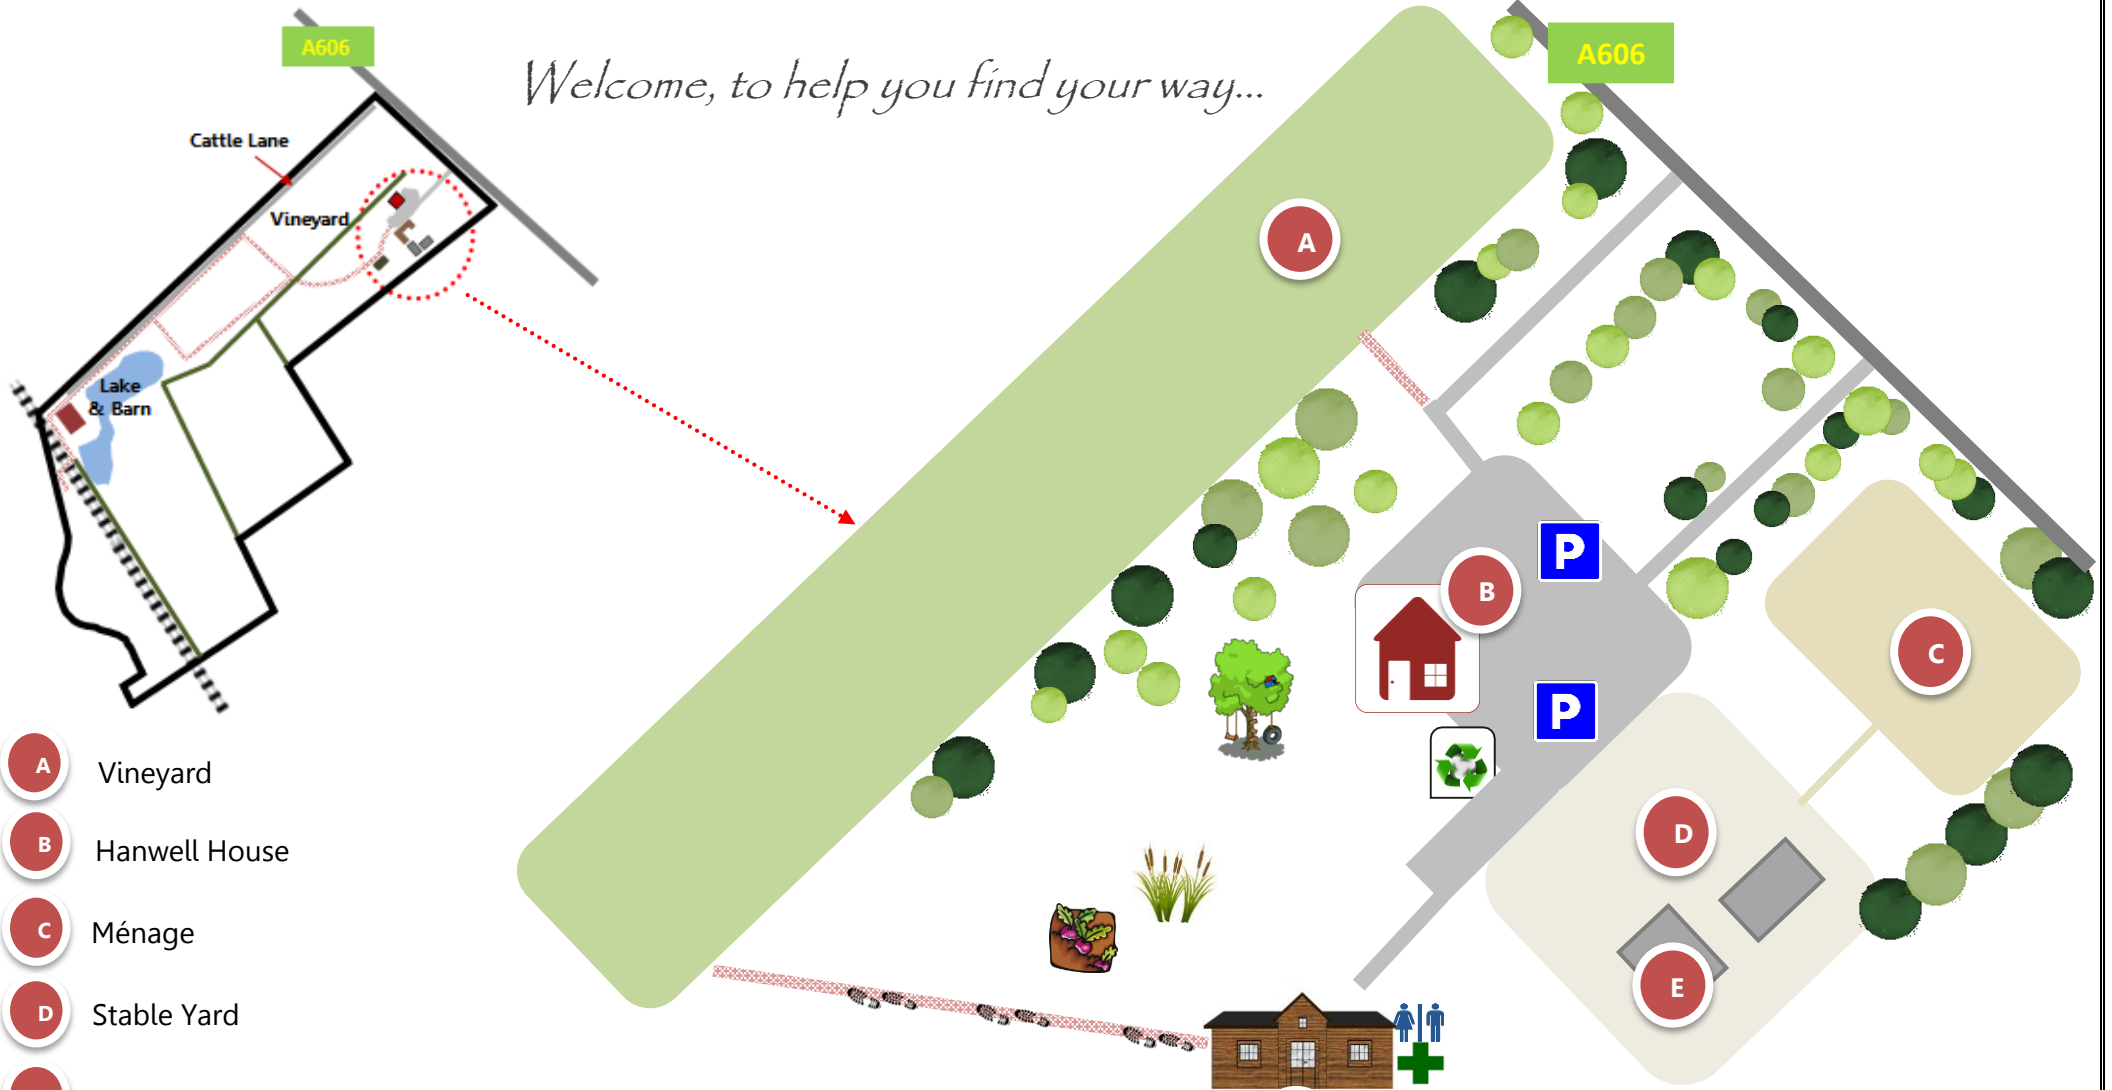 A606
Welcome, to help you find your way...
A606
Cattle Lane
Vineyard
Lake
& Barn
A
B
P
C
P
D
E
A Vineyard
B Hanwell House
C Ménage
D Stable Yard